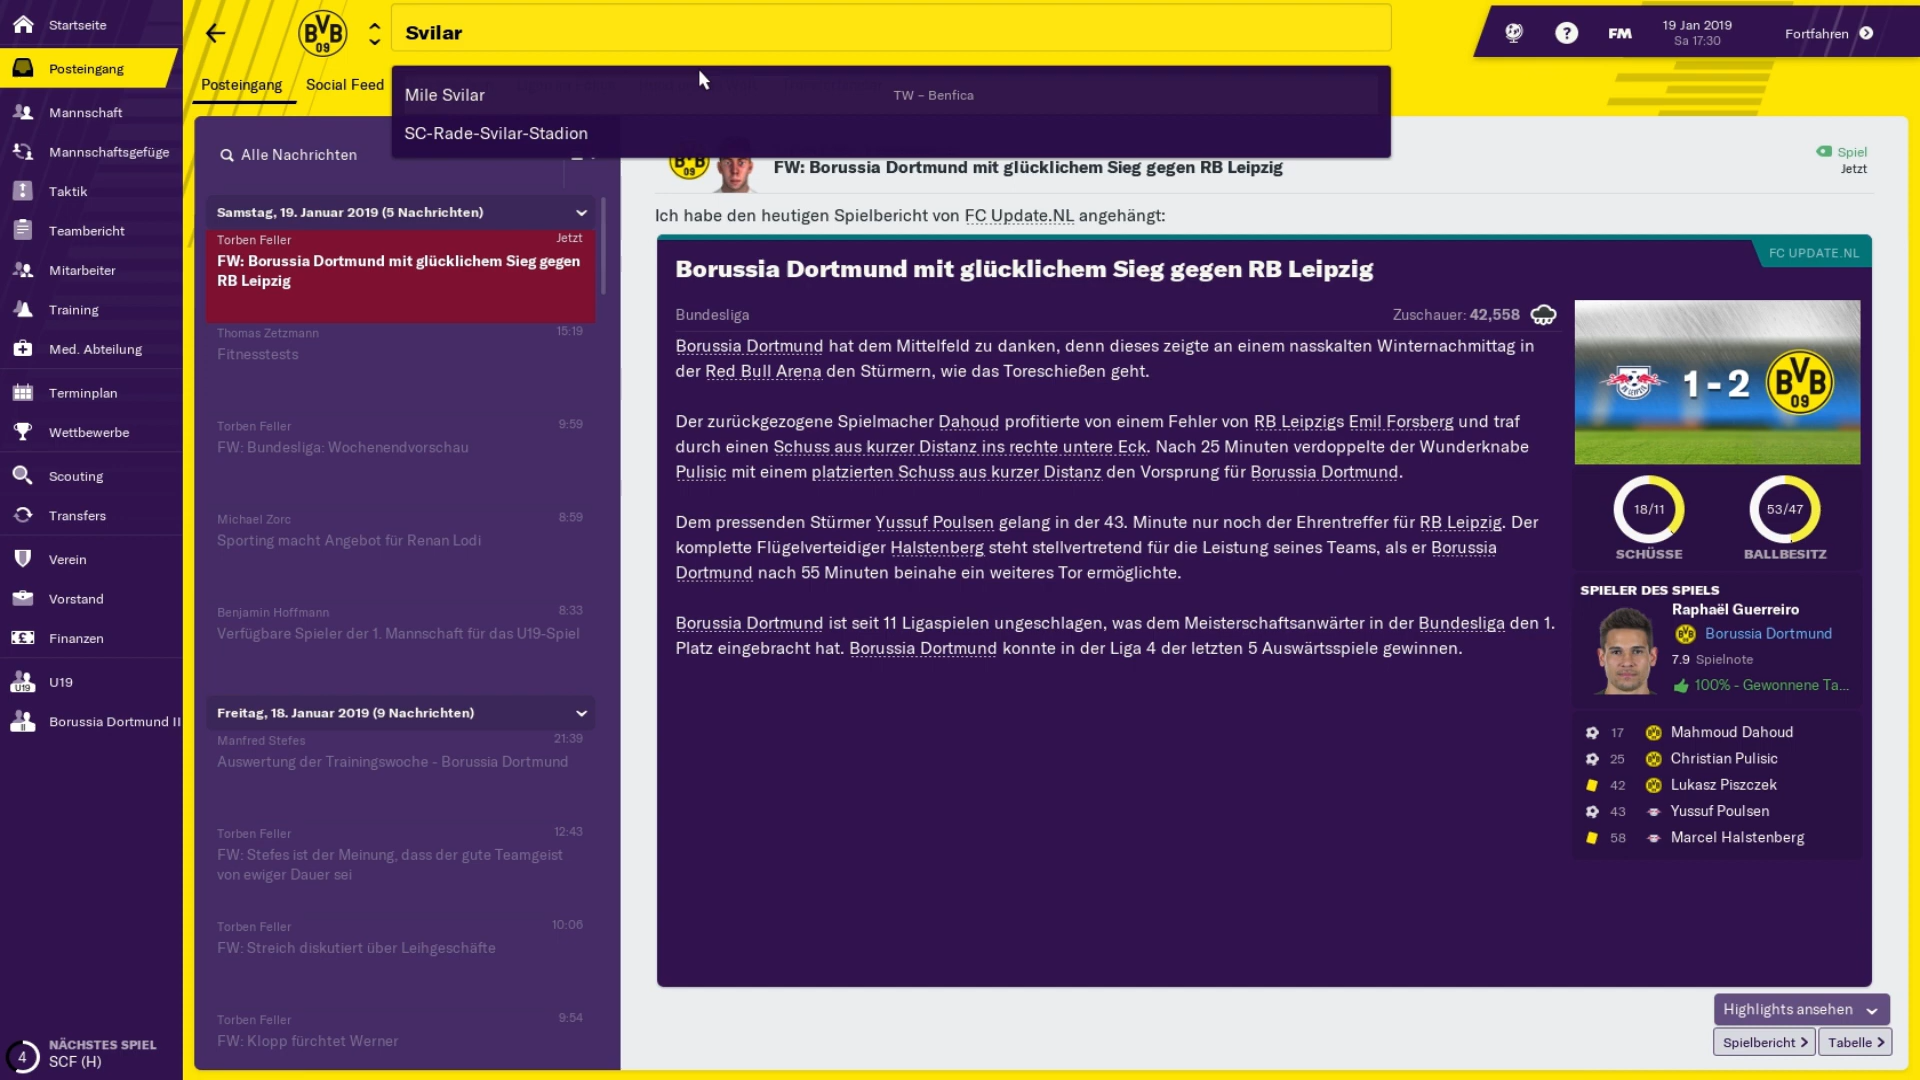 Startseite
Posteingang
Mannschaft
Mannschaftsgefüge
Taktik
Teambericht
Mitarbeiter
Training
Med. Abteilung
Terminplan
Wettbewerbe
Scouting
Transfers
Verein
Vorstand
Finanzen
U19
U19
Borussia Dortmund II
4
NÄCHSTES SPIEL
SCF (H)
BVB
09
Svilar
FM
19 Jan 2019
Sa 17:30
Fortfahren
Posteingang
Social Feed
Mile Svilar
TW – Benfica
SC-Rade-Svilar-Stadion
Alle Nachrichten
Samstag, 19. Januar 2019 (5 Nachrichten)
Torben Feller
Jetzt
FW: Borussia Dortmund mit glücklichem Sieg gegen
RB Leipzig
Thomas Zetzmann
15:19
Fitnesstests
Torben Feller
9:59
FW: Bundesliga: Wochenendvorschau
Michael Zorc
8:59
Sporting macht Angebot für Renan Lodi
Benjamin Hoffmann
8:33
Verfügbare Spieler der 1. Mannschaft für das U19-Spiel
Freitag, 18. Januar 2019 (9 Nachrichten)
Manfred Stefes
21:39
Auswertung der Trainingswoche - Borussia Dortmund
Torben Feller
12:43
FW: Stefes ist der Meinung, dass der gute Teamgeist
von ewiger Dauer sei
Torben Feller
10:06
FW: Streich diskutiert über Leihgeschäfte
Torben Feller
9:54
FW: Klopp fürchtet Werner
FW: Borussia Dortmund mit glücklichem Sieg gegen RB Leipzig
Spiel
Jetzt
Ich habe den heutigen Spielbericht von FC Update.NL angehängt:
FC UPDATE.NL
Borussia Dortmund mit glücklichem Sieg gegen RB Leipzig
Bundesliga
Zuschauer: 42,558
Borussia Dortmund hat dem Mittelfeld zu danken, denn dieses zeigte an einem nasskalten Winternachmittag in
der Red Bull Arena den Stürmern, wie das Toreschießen geht.
Der zurückgezogene Spielmacher Dahoud profitierte von einem Fehler von RB Leipzigs Emil Forsberg und traf
durch einen Schuss aus kurzer Distanz ins rechte untere Eck. Nach 25 Minuten verdoppelte der Wunderknabe
Pulisic mit einem platzierten Schuss aus kurzer Distanz den Vorsprung für Borussia Dortmund.
Dem pressenden Stürmer Yussuf Poulsen gelang in der 43. Minute nur noch der Ehrentreffer für RB Leipzig. Der
komplette Flügelverteidiger Halstenberg steht stellvertretend für die Leistung seines Teams, als er Borussia
Dortmund nach 55 Minuten beinahe ein weiteres Tor ermöglichte.
Borussia Dortmund ist seit 11 Ligaspielen ungeschlagen, was dem Meisterschaftsanwärter in der Bundesliga den 1.
Platz eingebracht hat. Borussia Dortmund konnte in der Liga 4 der letzten 5 Auswärtsspiele gewinnen.
1 - 2
BVB
09
18/11
SCHÜSSE
53/47
BALLBESITZ
SPIELER DES SPIELS
Raphaël Guerreiro
Borussia Dortmund
7.9 Spielnote
100% - Gewonnene Ta...
17 Mahmoud Dahoud
25 Christian Pulisic
42 Lukasz Piszczek
43 Yussuf Poulsen
58 Marcel Halstenberg
Highlights ansehen
Spielbericht
Tabelle